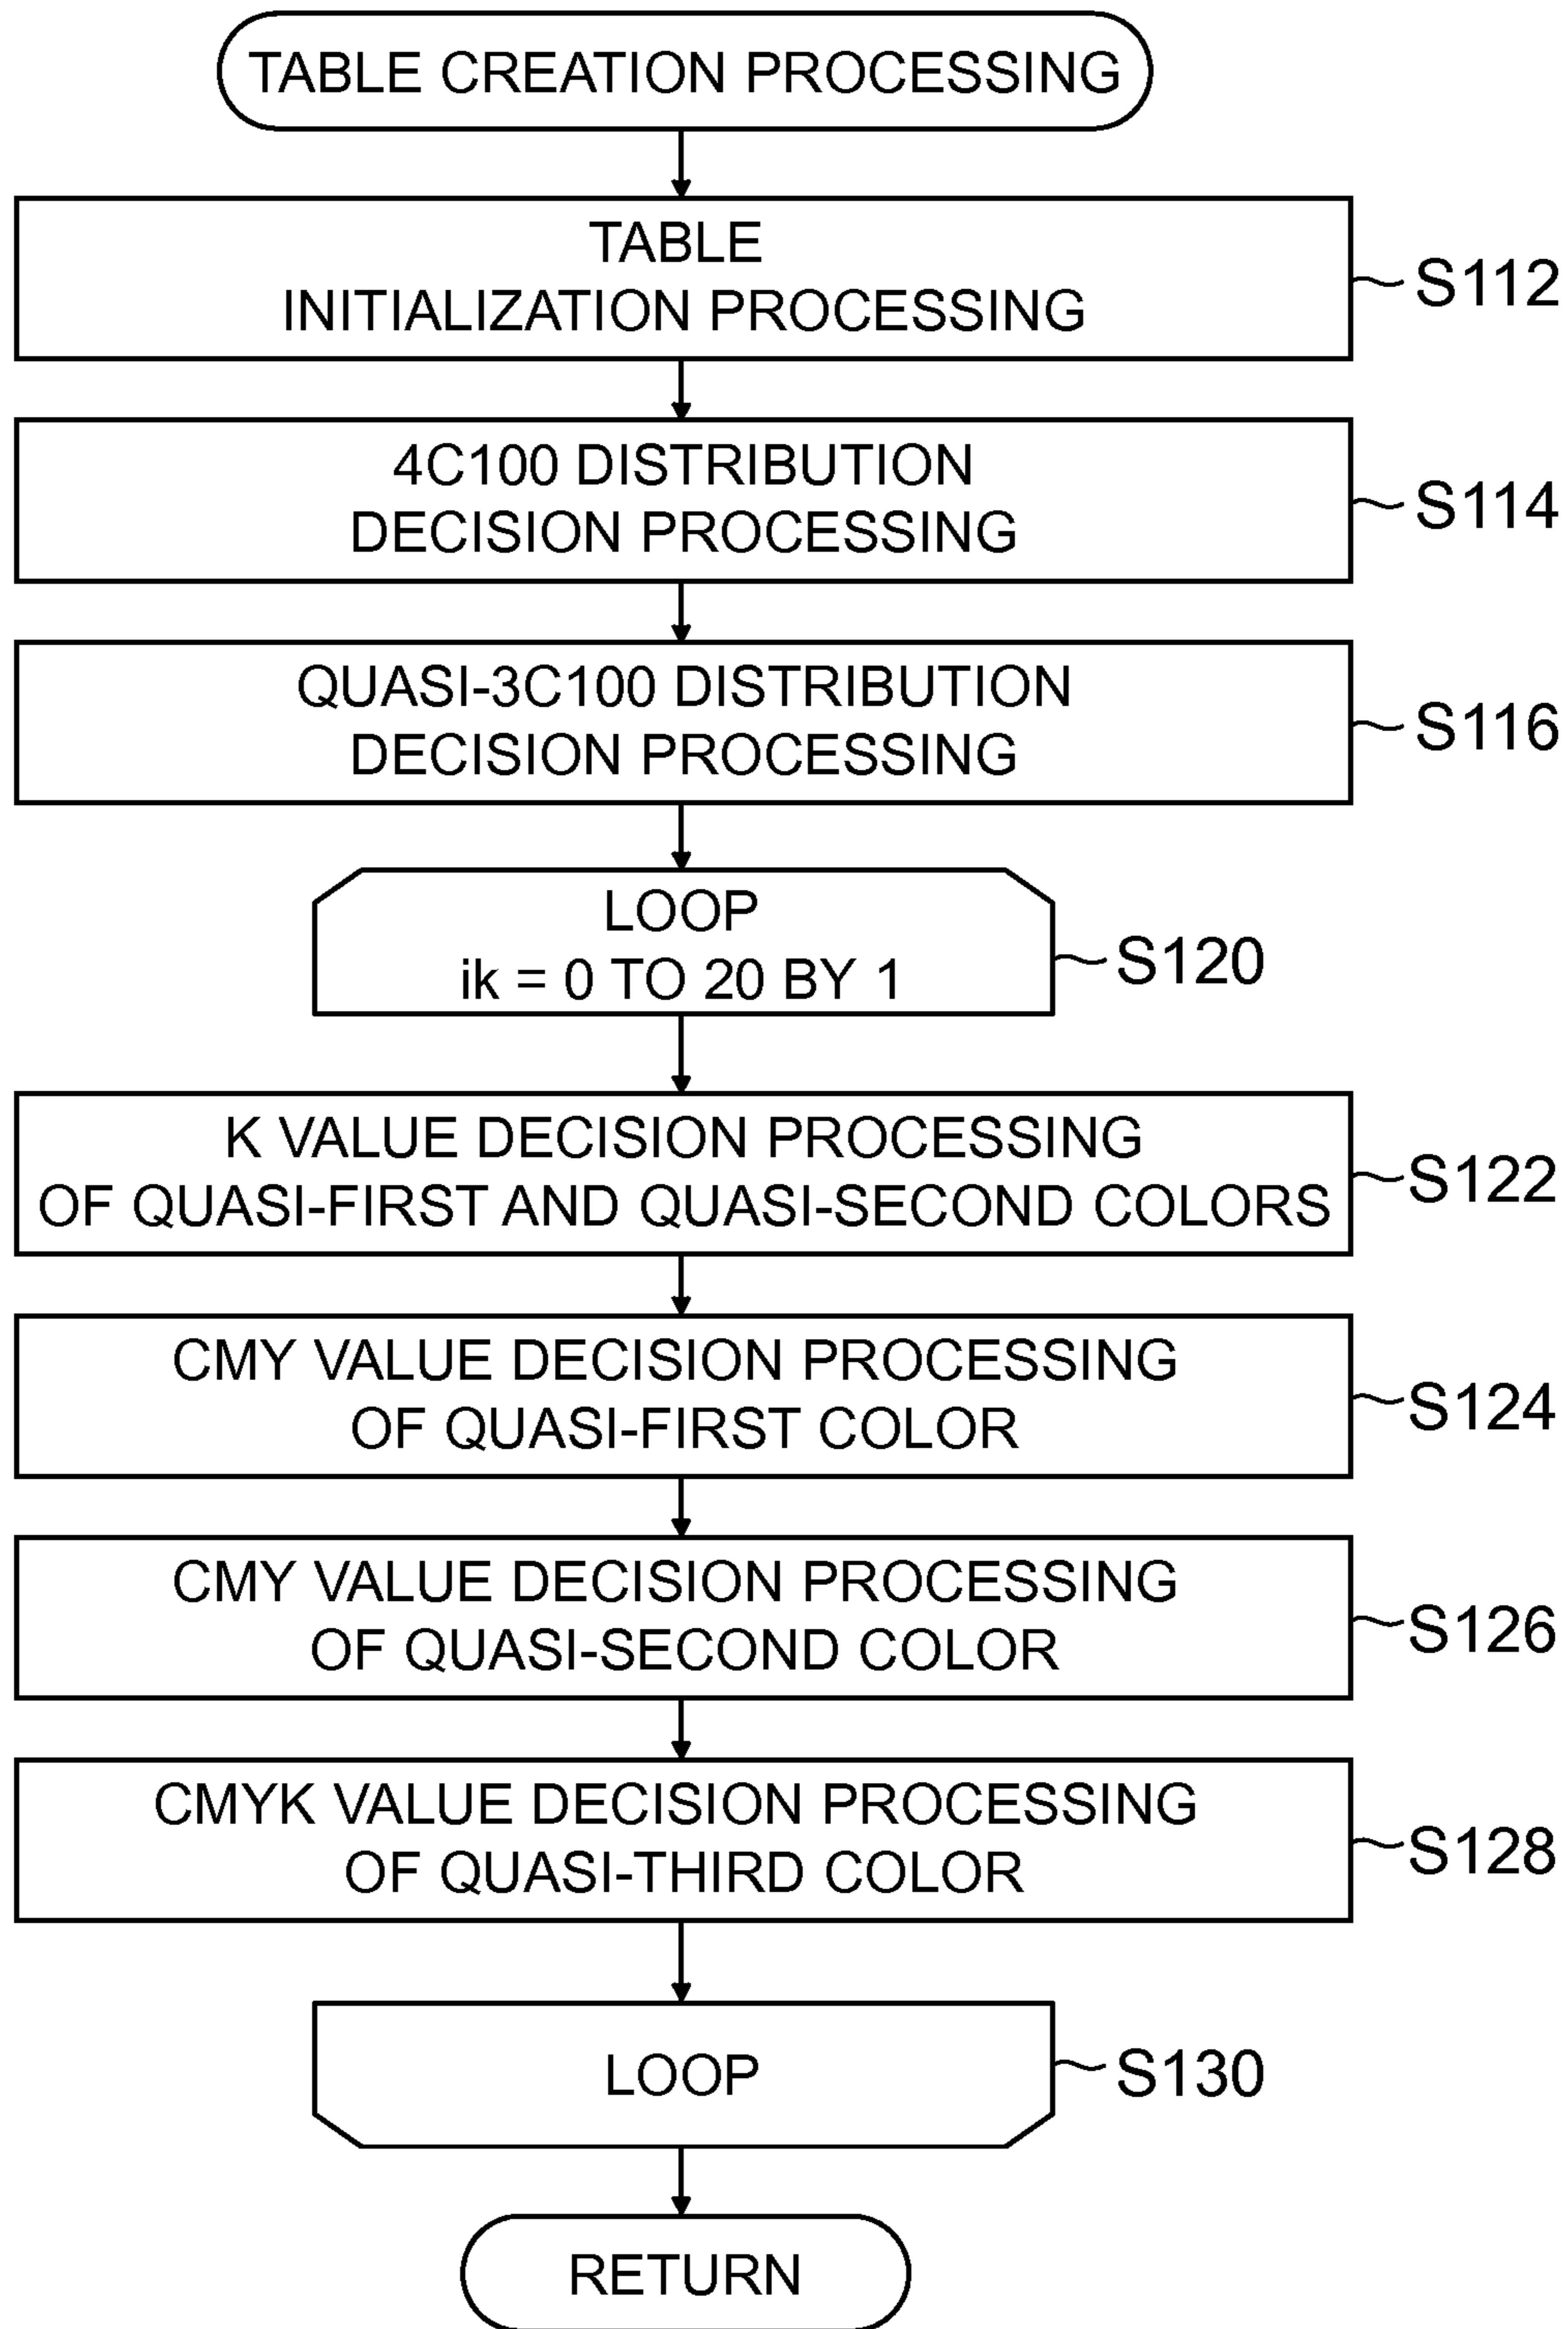 TABLE CREATION PROCESSING
TABLE
INITIALIZATION PROCESSING
S112
4C100 DISTRIBUTION
DECISION PROCESSING
S114
QUASI-3C100 DISTRIBUTION
DECISION PROCESSING
S116
LOOP
ik = 0 TO 20 BY 1
S120
K VALUE DECISION PROCESSING
OF QUASI-FIRST AND QUASI-SECOND COLORS
S122
CMY VALUE DECISION PROCESSING
OF QUASI-FIRST COLOR
S124
CMY VALUE DECISION PROCESSING
OF QUASI-SECOND COLOR
S126
CMYK VALUE DECISION PROCESSING
OF QUASI-THIRD COLOR
S128
LOOP
S130
RETURN